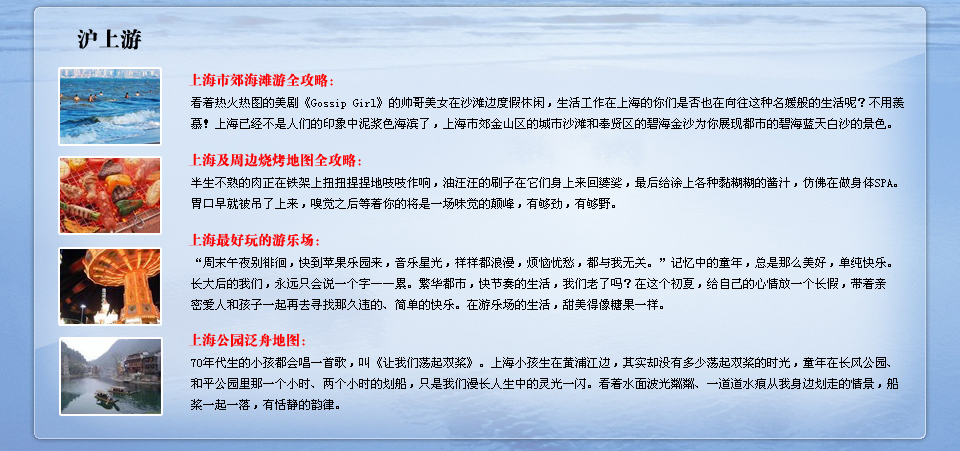 沪上游
上海市郊海滩游全攻略：
看着热火热图的美剧《Gossip Girl》的帅哥美女在沙滩边度假休闲，生活工作在上海的你们是否也在向往这种名媛般的生活呢？不用羡
慕！上海已经不是人们的印象中泥浆色海滨了，上海市郊金山区的城市沙滩和奉贤区的碧海金沙为你展现都市的碧海蓝天白沙的景色。
上海及周边烧烤地图全攻略：
半生不熟的肉正在铁架上扭扭捏捏地吱吱作响，油汪汪的刷子在它们身上来回婆娑，最后给涂上各种黏糊糊的酱汁，仿佛在做身体SPA。
胃口早就被吊了上来，嗅觉之后等着你的将是一场味觉的颠峰，有够劲，有够野。
上海最好玩的游乐场：
“周末午夜别徘徊，快到苹果乐园来，音乐星光，样样都浪漫，烦恼忧愁，都与我无关。”记忆中的童年，总是那么美好，单纯快乐。
长大后的我们，永远只会说一个字——累。繁华都市，快节奏的生活，我们老了吗？在这个初夏，给自己的心情放一个长假，带着亲
密爱人和孩子一起再去寻找那久违的、简单的快乐。在游乐场的生活，甜美得像糖果一样。
上海公园泛舟地图：
70年代生的小孩都会唱一首歌，叫《让我们荡起双桨》。上海小孩生在黄浦江边，其实却没有多少荡起双桨的时光，童年在长风公园、
和平公园里那一个小时、两个小时的划船，只是我们漫长人生中的灵光一闪。看着水面波光粼粼、一道道水痕从我身边划走的情景，船
桨一起一落，有恬静的韵律。